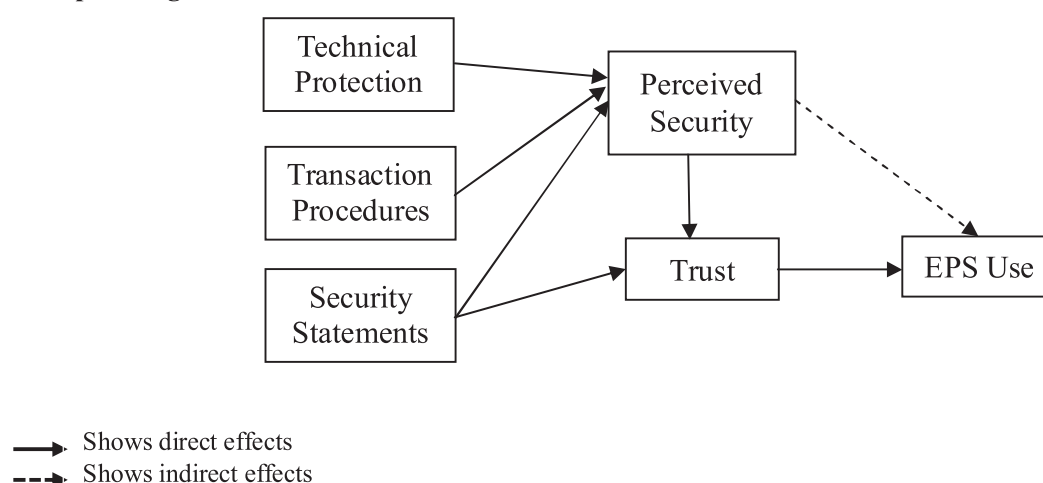 Technical
Protection
Perceived
Security
Transaction
Procedures
Trust
EPS Use
Security
Statements
Shows direct effects
Shows indirect effects